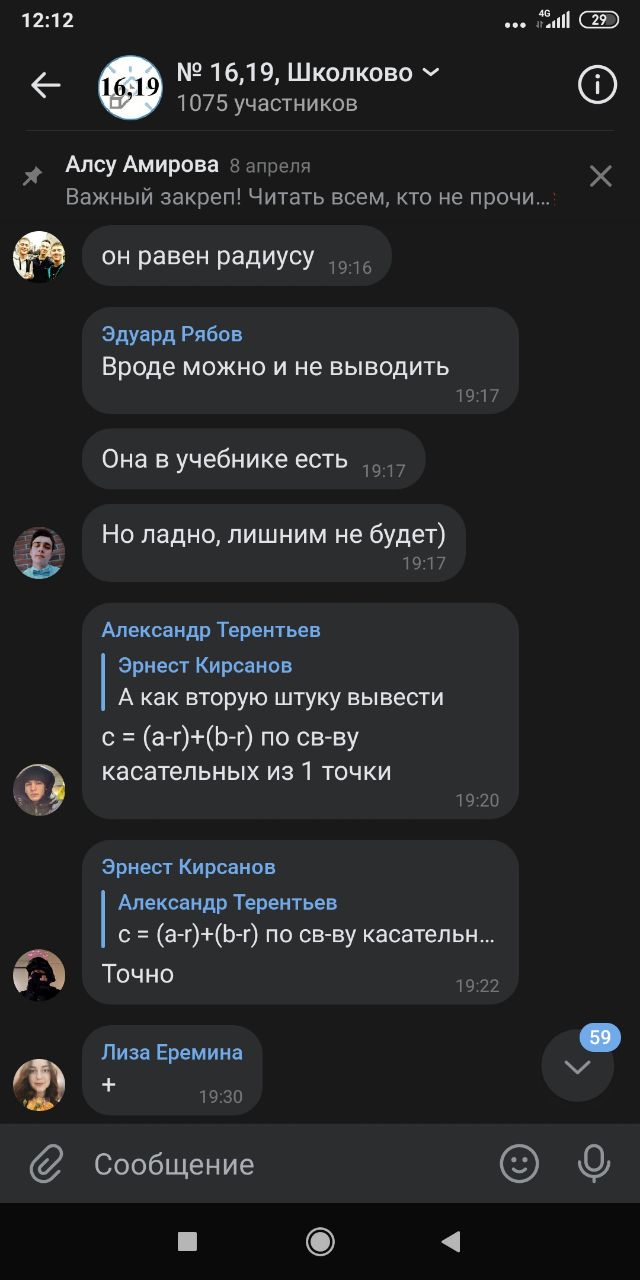 12:12
4G
29
16,19
№ 16,19, Школково
1075 участников
Алсу Амирова 8 апреля
Важный закреп! Читать всем, кто не прочи...
он равен радиусу 19:16
Эдуард Рябов
Вроде можно и не выводить
19:17
Она в учебнике есть 19:17
Но ладно, лишним не будет)
19:17
Александр Терентьев
Эрнест Кирсанов
А как вторую штуку вывести
с = (a-r)+(b-r) по св-ву
касательных из 1 точки
19:20
Эрнест Кирсанов
Александр Терентьев
с = (a-r)+(b-r) по св-ву касательн...
Точно
19:22
Лиза Еремина
+
19:30
59
Сообщение